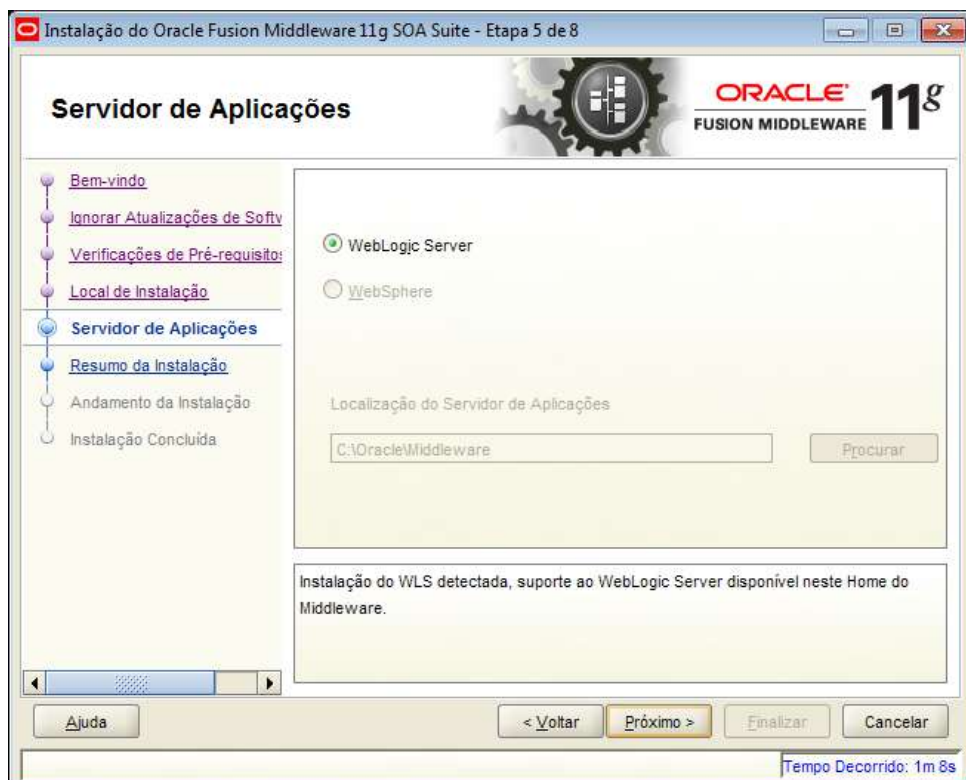 Instalação do Oracle Fusion Middleware 11g SOA Suite - Etapa 5 de 8
Servidor de Aplicações
ORACLE®
FUSION MIDDLEWARE
11g
Bem-vindo
Ignorar Atualizações de Softw
Verificações de Pré-requisitos
Local de Instalação
Servidor de Aplicações
Resumo da Instalação
Andamento da Instalação
Instalação Concluída
WebLogic Server
WebSphere
Localização do Servidor de Aplicações
C:\Oracle\Middleware
Procurar
Instalação do WLS detectada, suporte ao WebLogic Server disponível neste Home do
Middleware.
Ajuda
< Voltar
Próximo >
Finalizar
Cancelar
Tempo Decorrido: 1m 8s